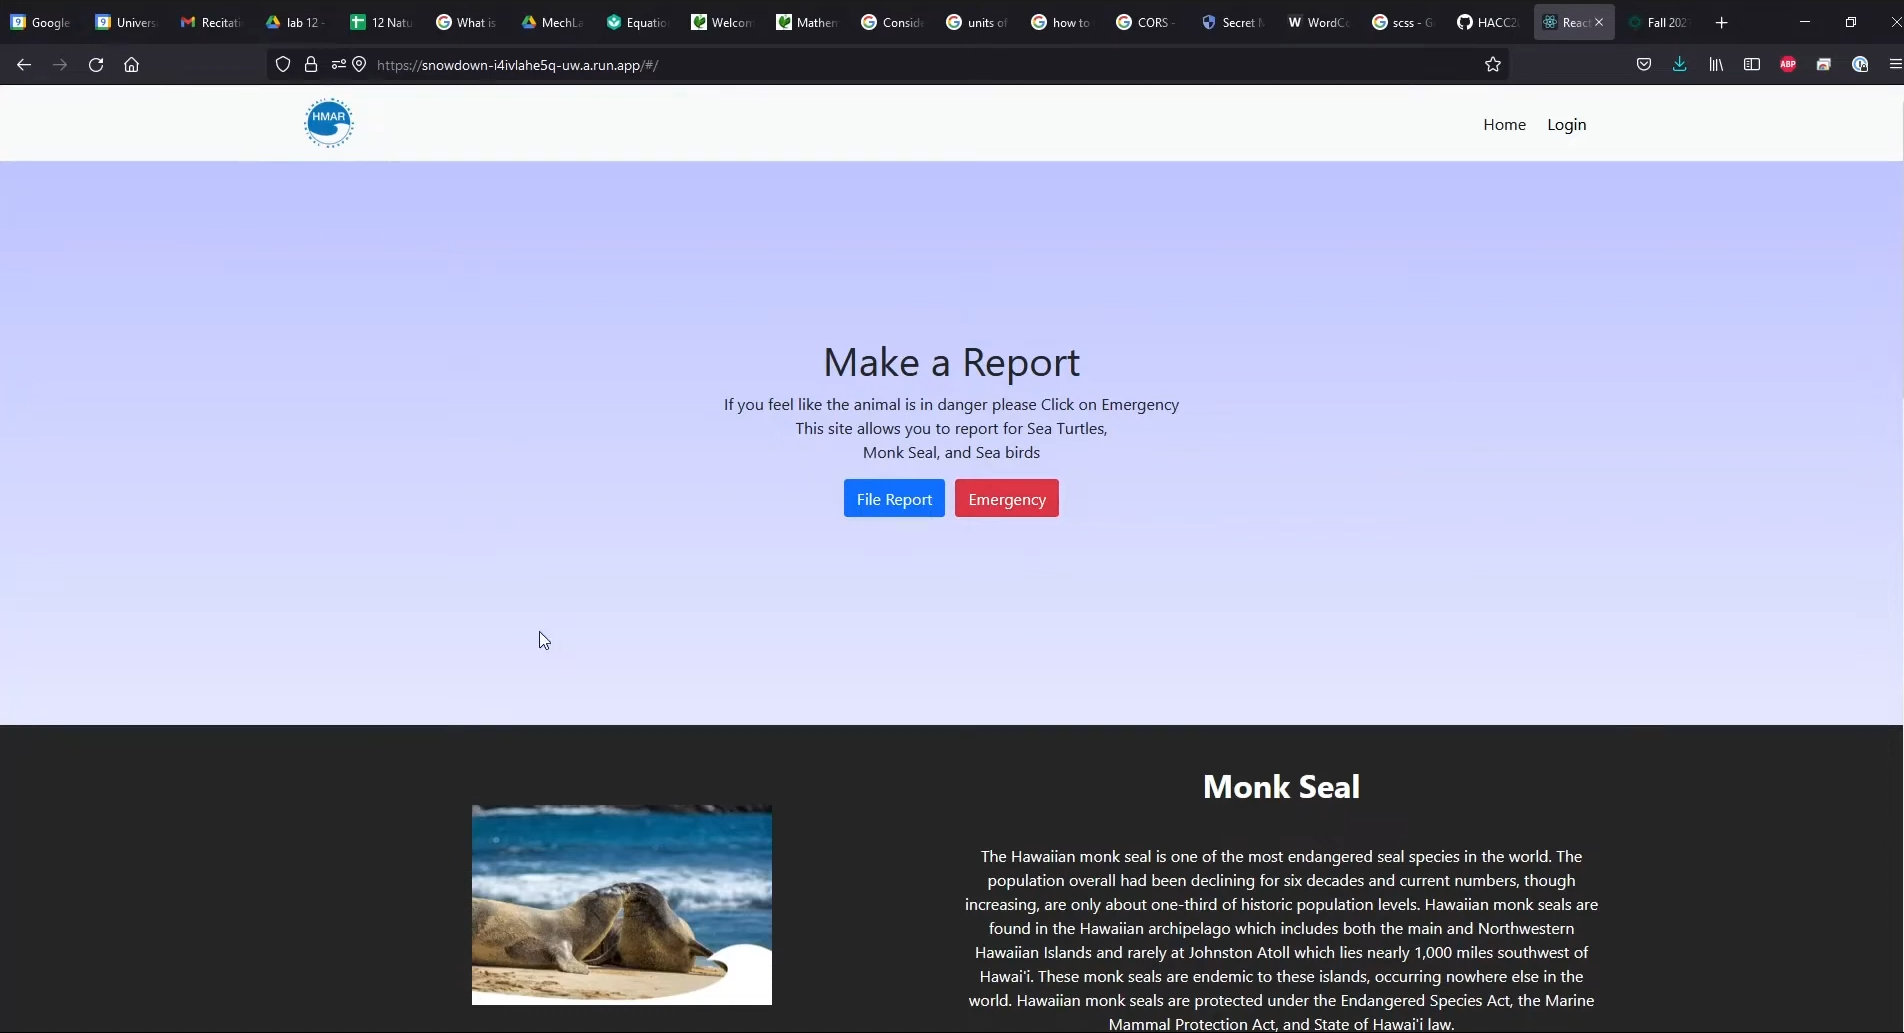 Google
Univers
Recitati
lab 12 -
12 Natu
What is
MechLa
Equatio
Welcom
Mathem
Conside
units of
how to
CORS -
Secret M
WordCo
scss - G
HACC2
React
Fall 202
https://snowdown-i4ivlahe5q-uw.a.run.app/#/
ABP
HMAR
Home
Login
Make a Report
If you feel like the animal is in danger please Click on Emergency
This site allows you to report for Sea Turtles,
Monk Seal, and Sea birds
File Report
Emergency
Monk Seal
The Hawaiian monk seal is one of the most endangered seal species in the world. The
population overall had been declining for six decades and current numbers, though
increasing, are only about one-third of historic population levels. Hawaiian monk seals are
found in the Hawaiian archipelago which includes both the main and Northwestern
Hawaiian Islands and rarely at Johnston Atoll which lies nearly 1,000 miles southwest of
Hawai'i. These monk seals are endemic to these islands, occurring nowhere else in the
world. Hawaiian monk seals are protected under the Endangered Species Act, the Marine
Mammal Protection Act, and State of Hawai'i law.